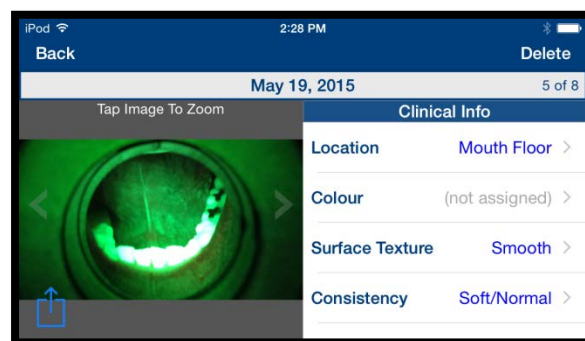 iPod 2:28 PM
Back Delete
May 19, 2015 5 of 8
Tap Image To Zoom
Clinical Info
Location Mouth Floor
Colour (not assigned)
Surface Texture Smooth
Consistency Soft/Normal